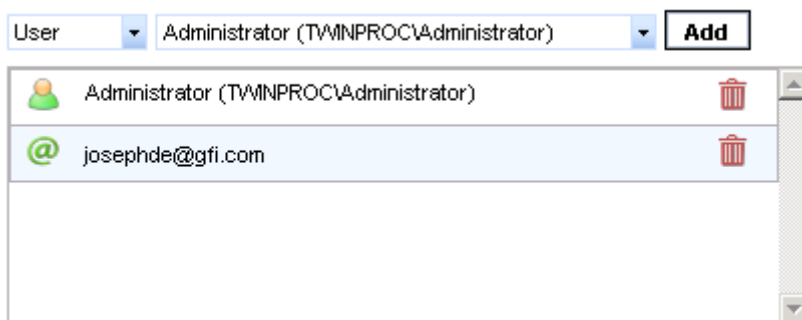 User Administrator (TWINPROC\Administrator) Add
Administrator (TWINPROC\Administrator)
@ josephde@gfi.com